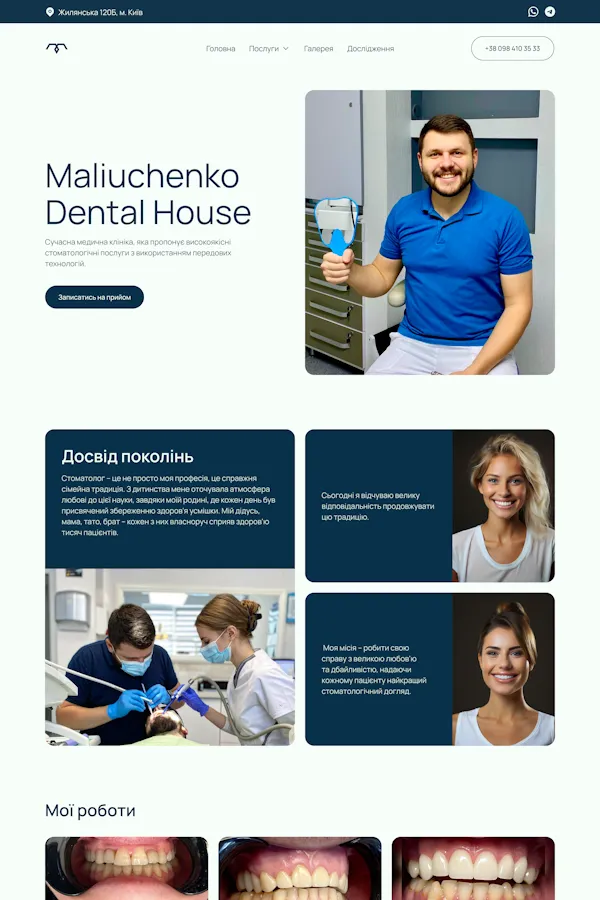 Жилянська 120Б, м. Київ
Головна Послуги Галерея Дослідження +38 098 410 35 33
Maliuchenko
Dental House
Сучасна медична клініка, яка пропонує високоякісні
стоматологічні послуги з використанням передових
технологій.
Записатись на прийом
Досвід поколінь
Стоматолог – це не просто моя професія, це справжня
сімейна традиція. З дитинства мене оточувала атмосфера
любові до цієї науки, завдяки моїй родині, де кожен день був
присвячений збереженню здоров'я усмішки. Мій дідусь,
мама, тато, брат – кожен з них власноруч сприяв здоров'ю
тисяч пацієнтів.
Сьогодні я відчуваю велику
відповідальність продовжувати
цю традицію.
Моя місія – робити свою
справу з великою любов'ю
та дбайливістю, надаючи
кожному пацієнту найкращий
стоматологічний догляд.
Мої роботи